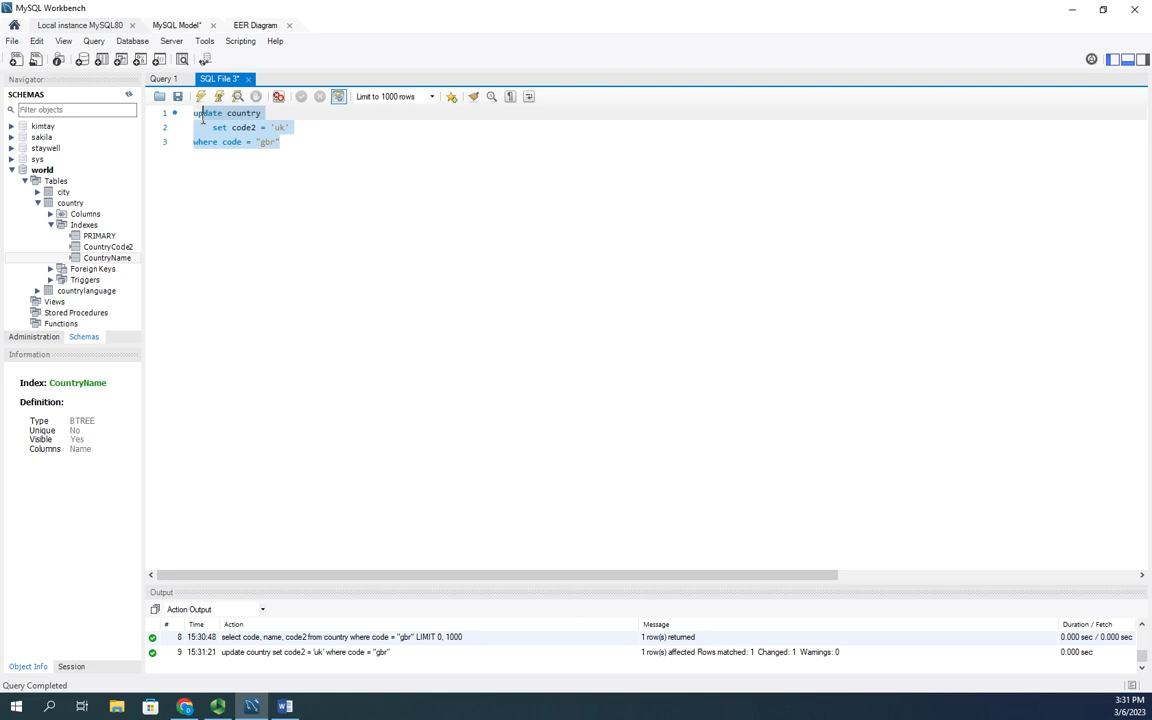 MySQL Workbench
Local instance MySQL80 MySQL Model* EER Diagram
File Edit View Query Database Server Tools Scripting Help
Navigator Query 1 SQL File 3*
SCHEMAS
Limit to 1000 rows
Filter objects
1 update country
kimtay
2 set code2 = 'uk'
sakila
3 where code = "gbr"
staywell
sys
world
Tables
city
country
Columns
Indexes
PRIMARY
CountryCode2
CountryName
Foreign Keys
Triggers
countrylanguage
Views
Stored Procedures
Functions
Administration Schemas
Information
Index: CountryName
Definition:
Type BTREE
Unique No
Visible Yes
Columns Name
Output
Action Output
# Time Action Message Duration / Fetch
8 15:30:48 select code, name, code2 from country where code = "gbr" LIMIT 0, 1000 1 row(s) returned 0.000 sec / 0.000 sec
9 15:31:21 update country set code2 = 'uk' where code = "gbr" 1 row(s) affected Rows matched: 1 Changed: 1 Warnings: 0 0.000 sec
Object Info Session
Query Completed
3:31 PM
3/6/2023